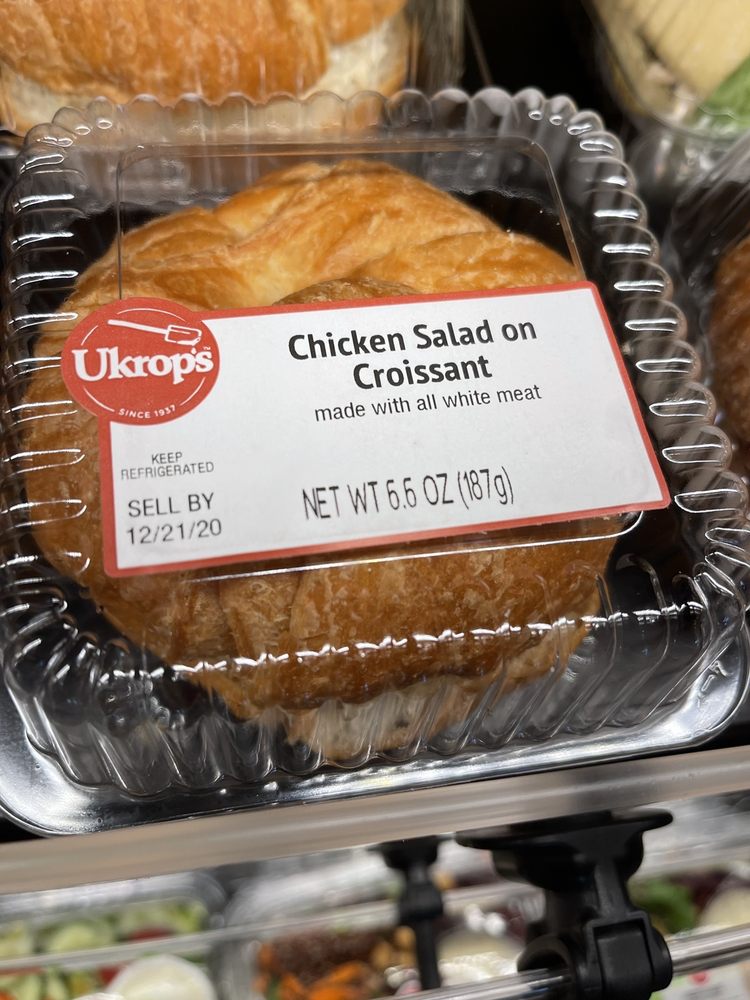 Ukrop's™
SINCE 1937
Chicken Salad on
Croissant
made with all white meat
KEEP
REFRIGERATED
SELL BY
12/21/20
NET WT 6.6 OZ (187g)